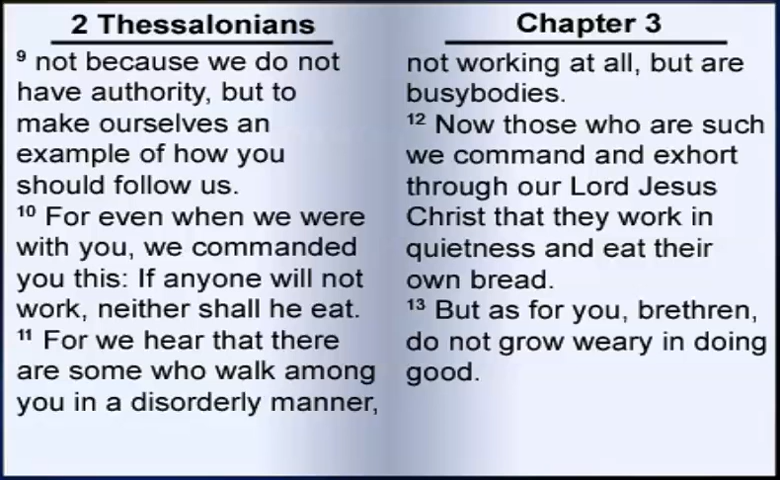 2 Thessalonians
⁹ not because we do not
have authority, but to
make ourselves an
example of how you
should follow us.
¹⁰ For even when we were
with you, we commanded
you this: If anyone will not
work, neither shall he eat.
¹¹ For we hear that there
are some who walk among
you in a disorderly manner,
Chapter 3
not working at all, but are
busybodies.
¹² Now those who are such
we command and exhort
through our Lord Jesus
Christ that they work in
quietness and eat their
own bread.
¹³ But as for you, brethren,
do not grow weary in doing
good.